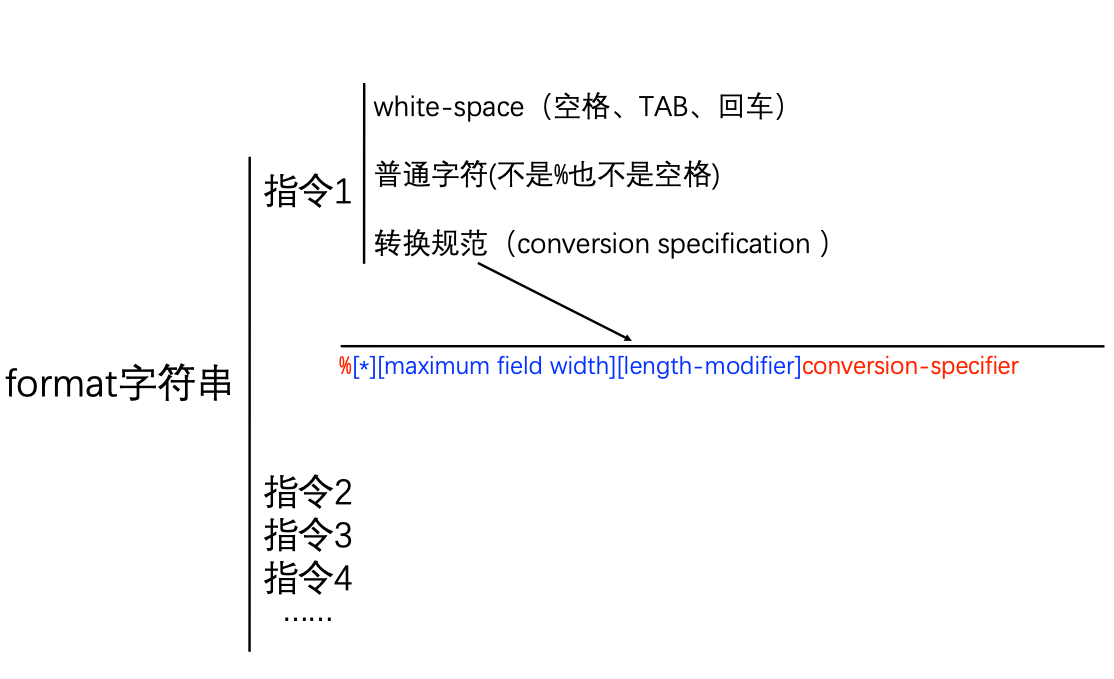 white-space（空格、TAB、回车）
普通字符(不是%也不是空格)
指令1
转换规范（conversion specification ）
%[*][maximum field width][length-modifier]conversion-specifier
format字符串
指令2
指令3
指令4
……